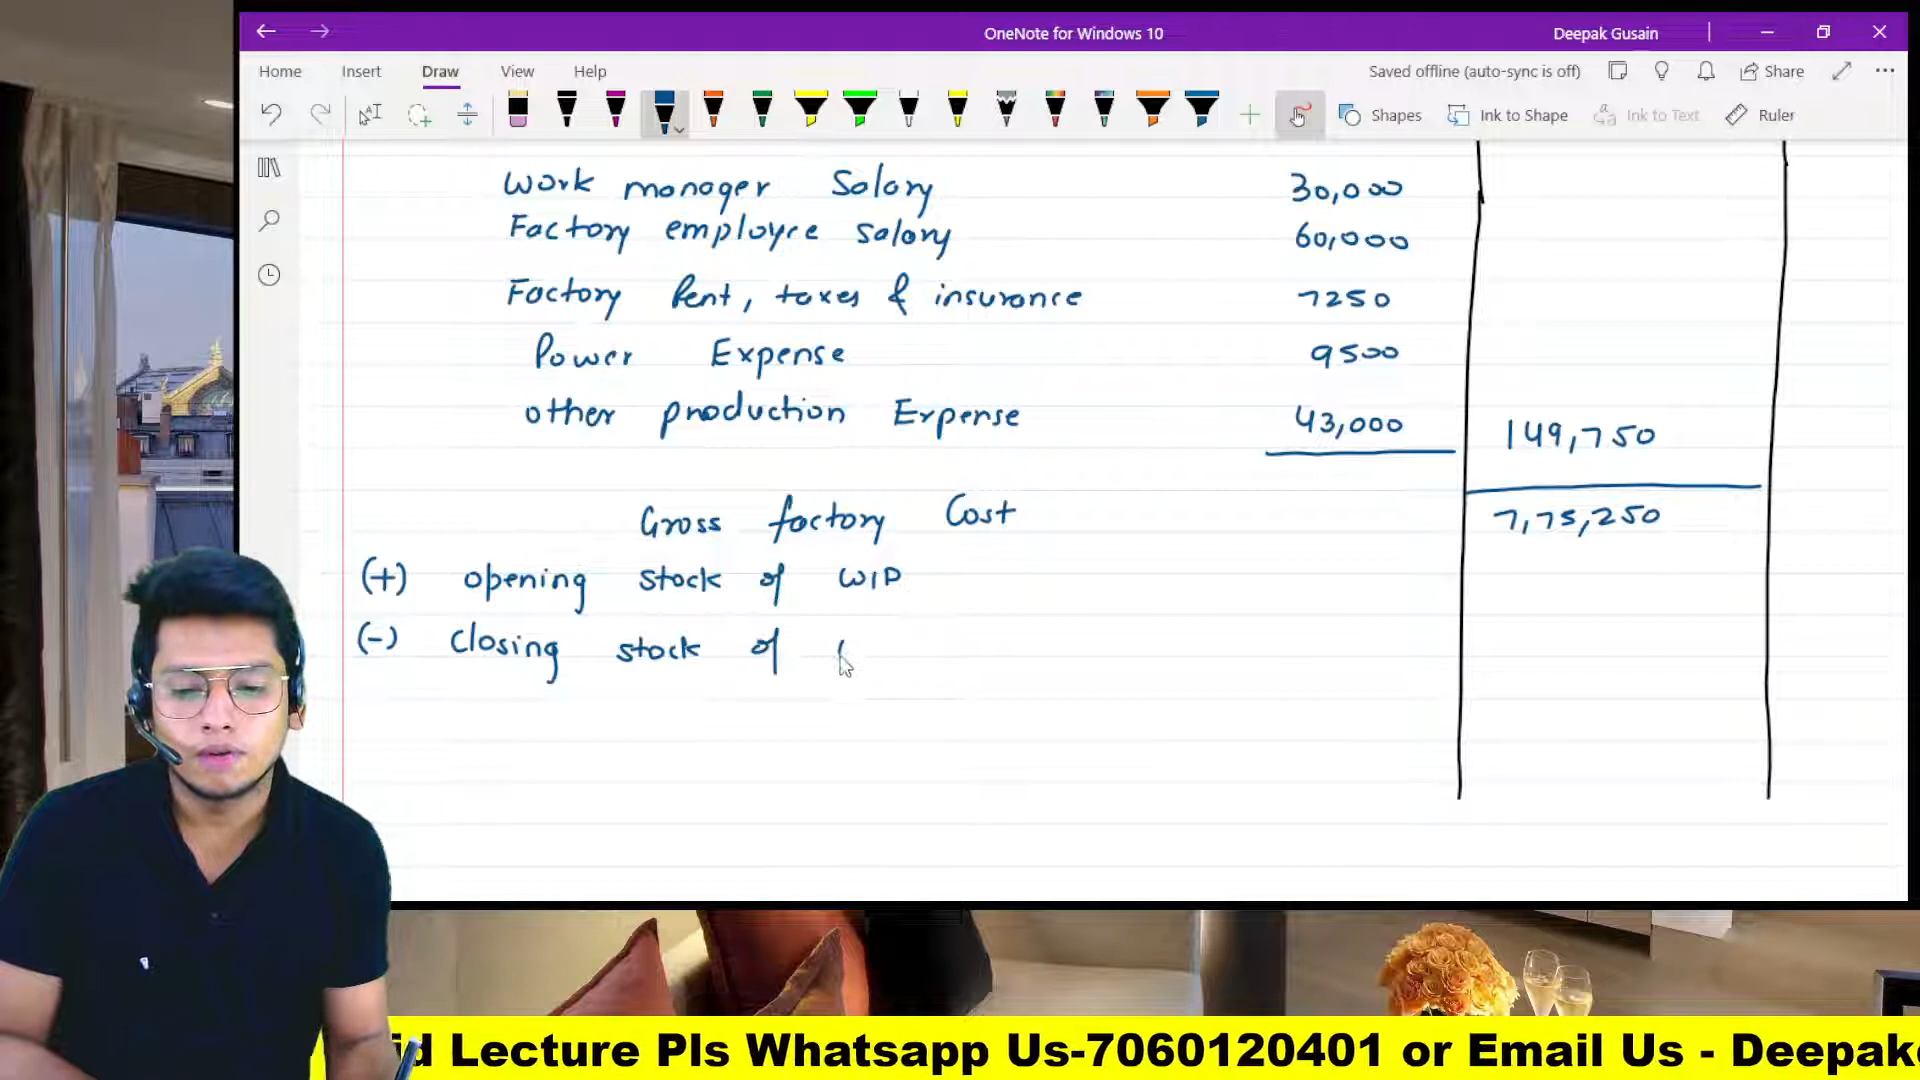 OneNote for Windows 10 Deepak Gusain
Home Insert Draw View Help Saved offline (auto-sync is off) Share
Shapes Ink to Shape Ink to Text Ruler
Work manager Salary 30,000
Factory employee salary 60,000
Factory Rent, taxes & insurance 7250
Power Expense 9500
other production Expense 43,000 149,750
Gross factory Cost 7,75,250
(+) opening stock of WIP
(-) closing stock of
id Lecture Pls Whatsapp Us-7060120401 or Email Us - Deepak